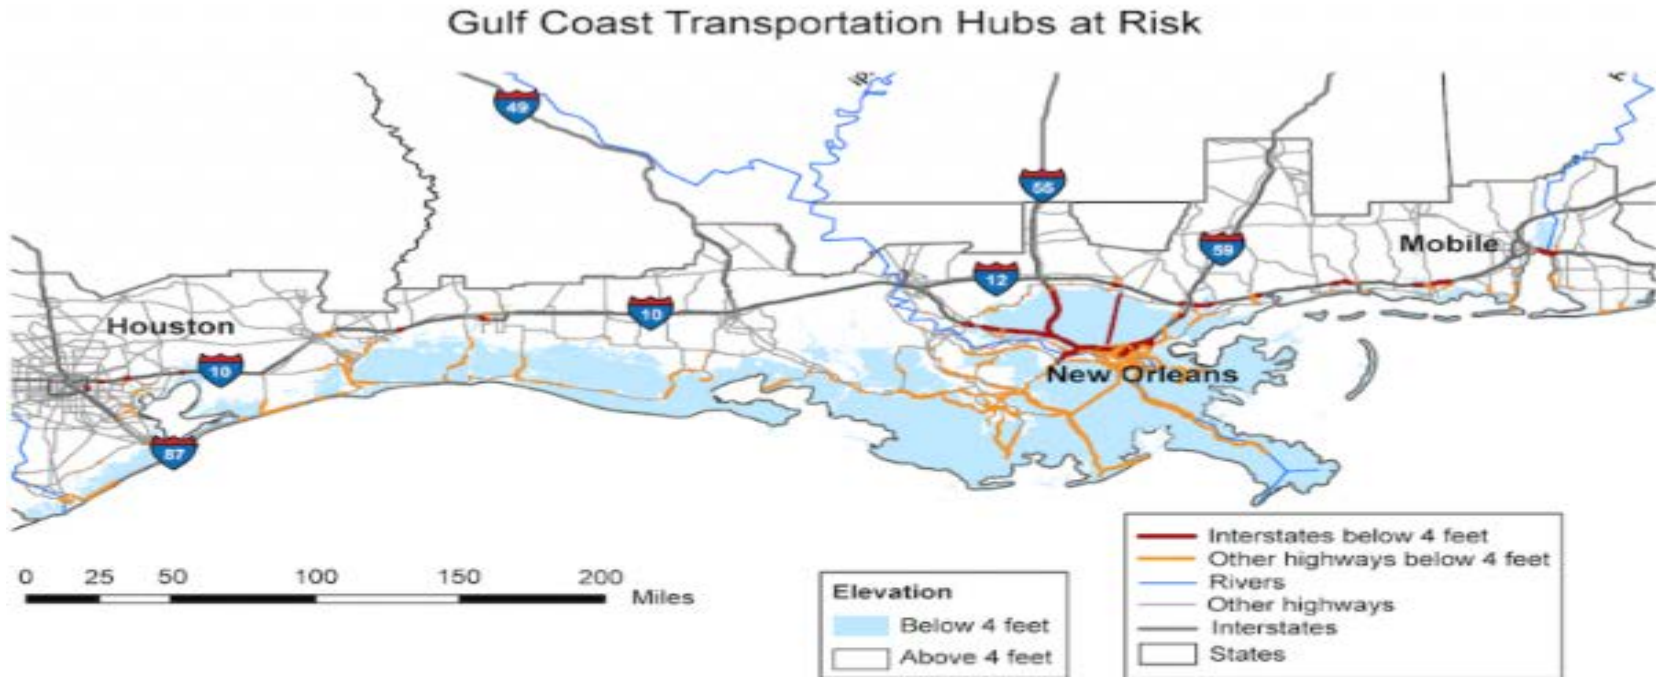 Gulf Coast Transportation Hubs at Risk
49
55
59
Mobile
12
10
Houston
10
New Orleans
87
0 25 50 100 150 200
Miles
Elevation
Below 4 feet
Above 4 feet
Interstates below 4 feet
Other highways below 4 feet
Rivers
Other highways
Interstates
States